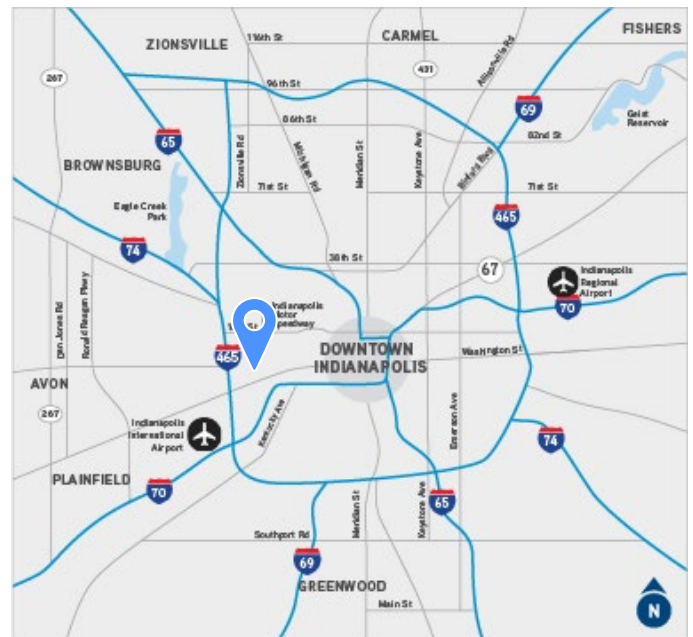 ZIONSVILLE
116th St
CARMEL
FISHERS
267
431
Allisonville Rd
96th St
69
Geist
Reservoir
65
86th St
82nd St
Zionsville Rd
Michigan Rd
Meridian St
Keystone Ave
Binford Blvd
BROWNSBURG
71st St
71st St
Eagle Creek
Park
465
74
38th St
67
Indianapolis
Regional
Airport
70
Dan Jones Rd
Ronald Reagan Pkwy
Indianapolis
Motor
Speedway
St
465
DOWNTOWN
INDIANAPOLIS
Washington St
AVON
267
Indianapolis
International
Airport
Kentucky Ave
Emerson Ave
74
PLAINFIELD
70
Meridian St
Keystone Ave
65
Southport Rd
69
GREENWOOD
Main St
N